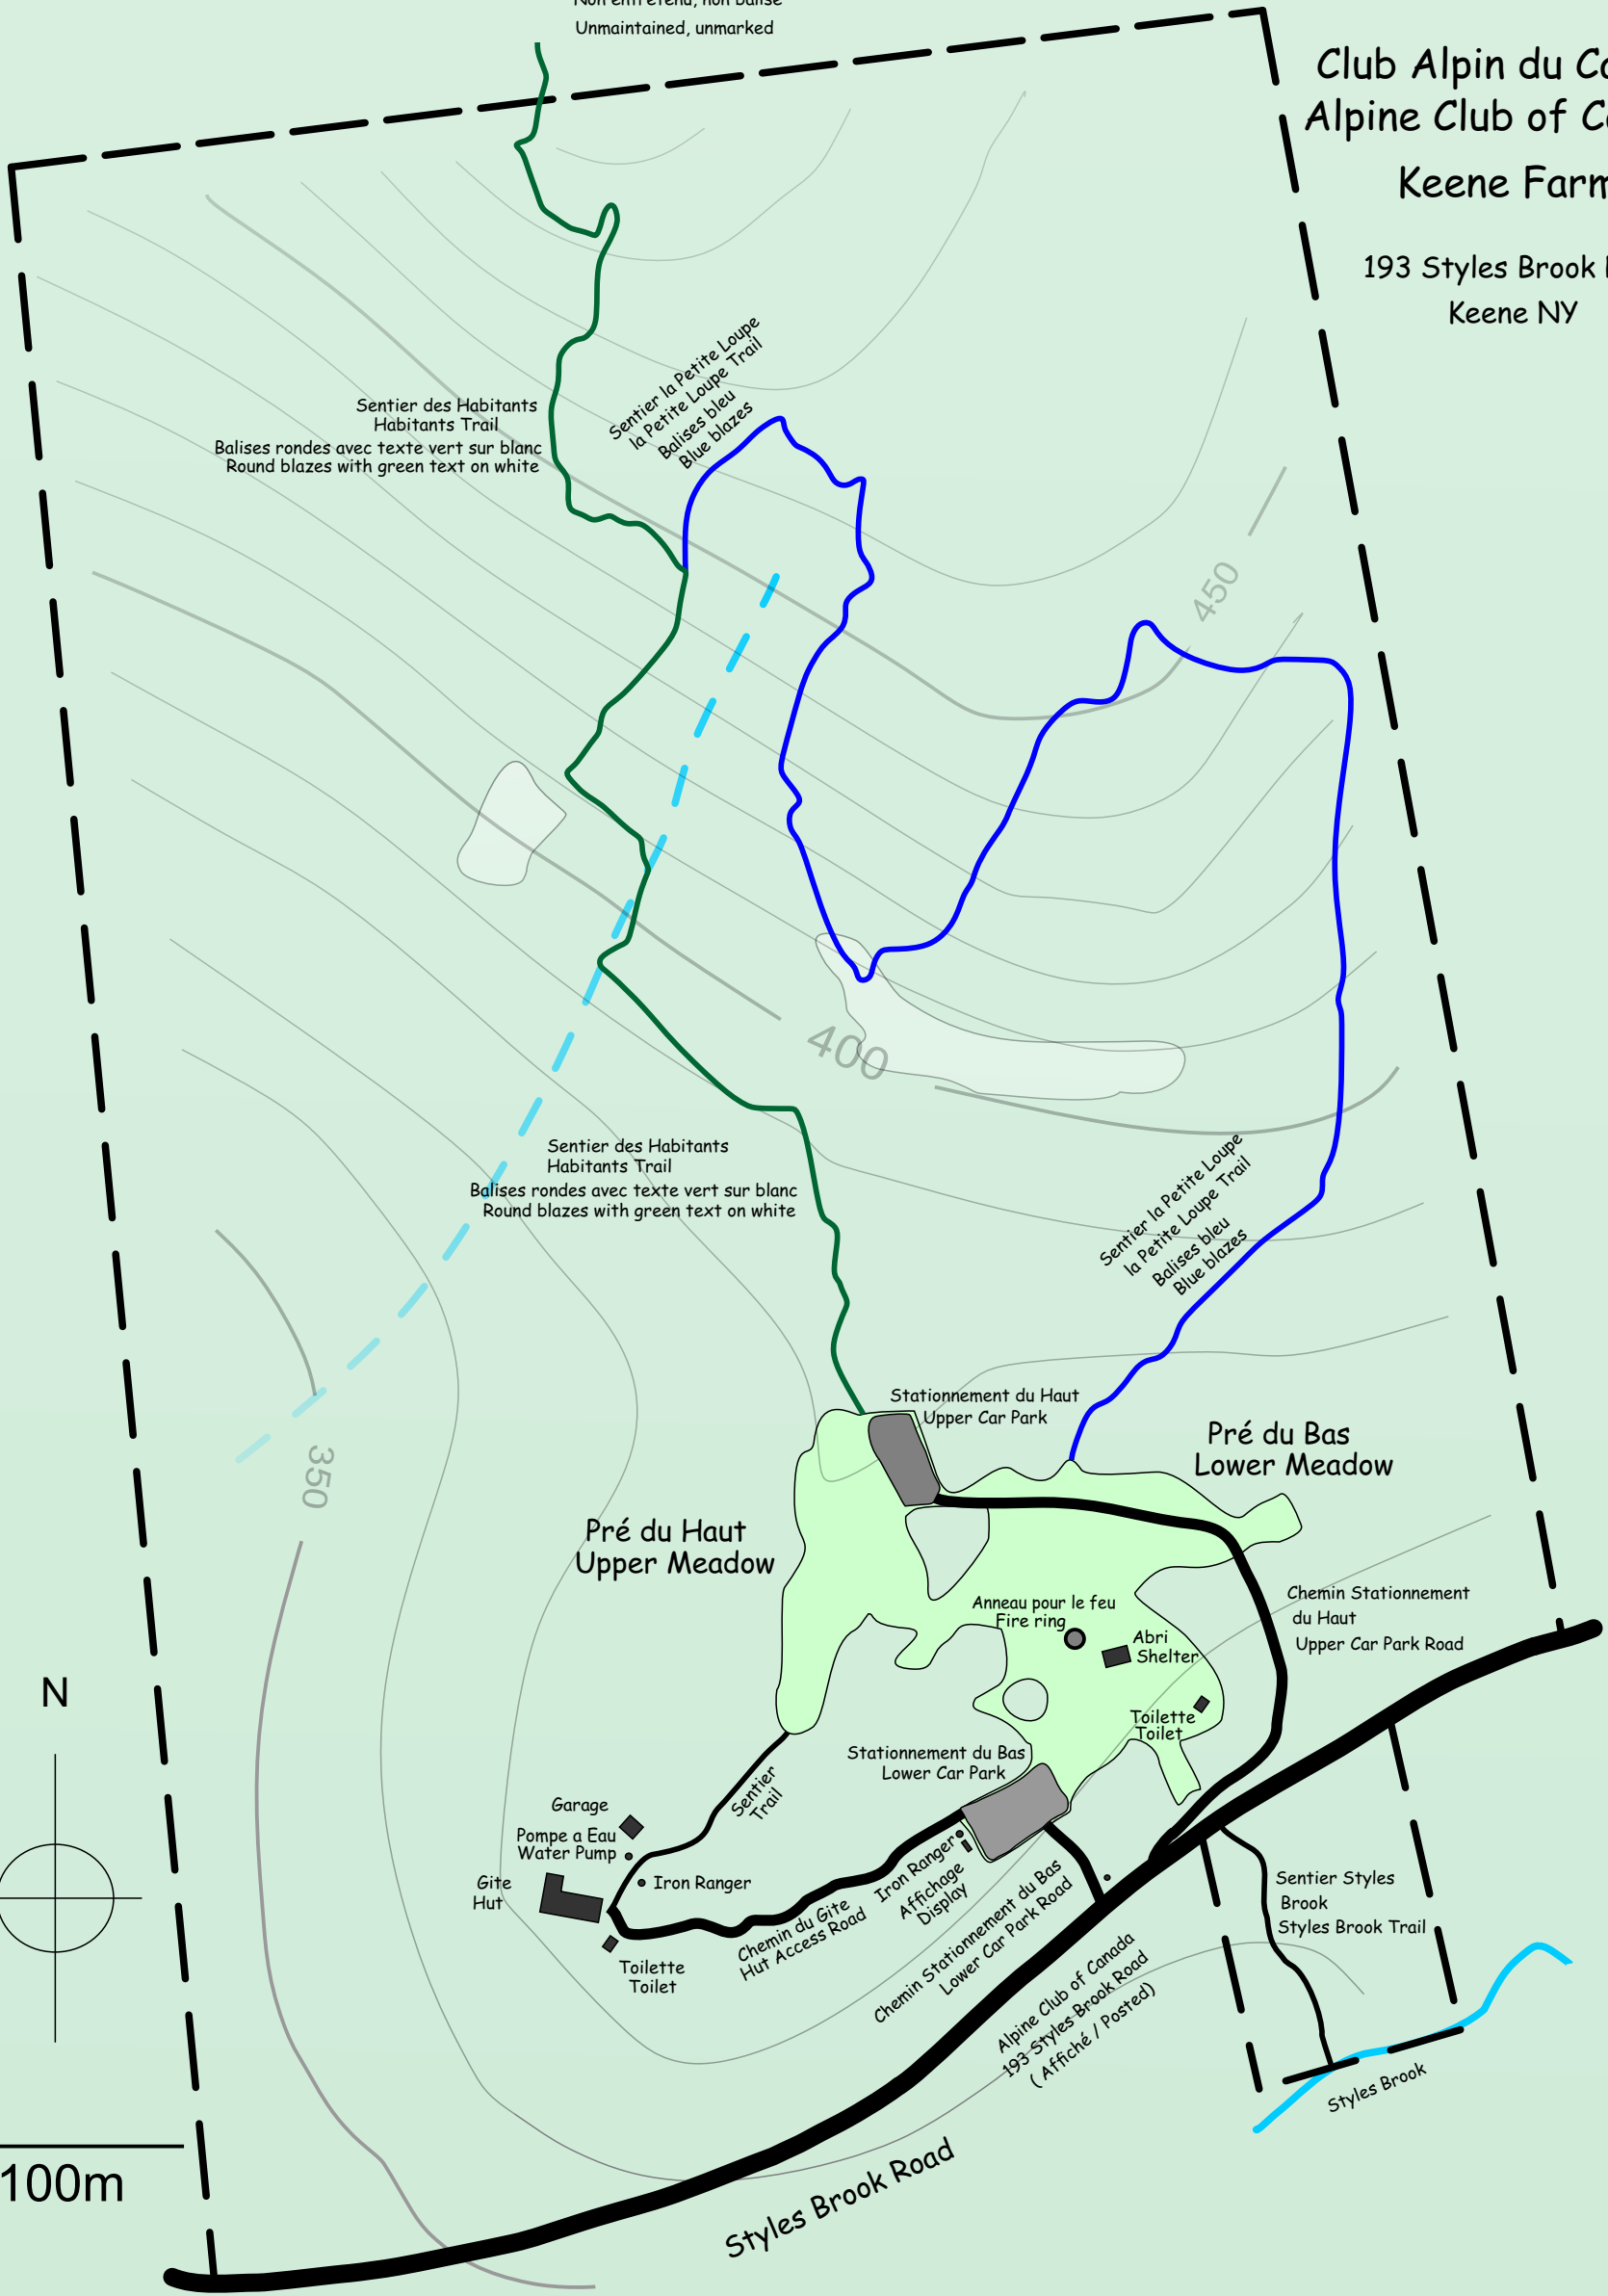 Unmaintained, unmarked
Club Alpin du
Alpine Club of
Keene
193 Styles Brook
Keene NY
Sentier la Petite Loupe
la Petite Loupe Trail
Balises bleu
Blue blazes
Sentier des Habitants
Habitants Trail
Balises rondes avec texte vert sur blanc
Round blazes with green text on white
450
400
Sentier des Habitants
Habitants Trail
Balises rondes avec texte vert sur blanc
Round blazes with green text on white
Sentier la Petite Loupe
la Petite Loupe Trail
Balises bleu
Blue blazes
Stationnement du Haut
Upper Car Park
Pré du Bas
Lower Meadow
350
Pré du Haut
Upper Meadow
Anneau pour le feu
Fire ring
Abri
Shelter
Chemin Stationnement
du Haut
Upper Car Park Road
N
Toilette
Toilet
Stationnement du Bas
Lower Car Park
Sentier
Trail
Garage
Pompe a Eau
Water Pump
Gite
Hut
Iron Ranger
Iron Ranger
Affichage
Display
Toilette
Toilet
Chemin du Gite
Hut Access Road
Chemin Stationnement du Bas
Lower Car Park Road
Sentier Styles
Brook
Styles Brook Trail
Alpine Club of Canada
193 Styles Brook Road
( Affiché / Posted)
Styles Brook
100m
Styles Brook Road